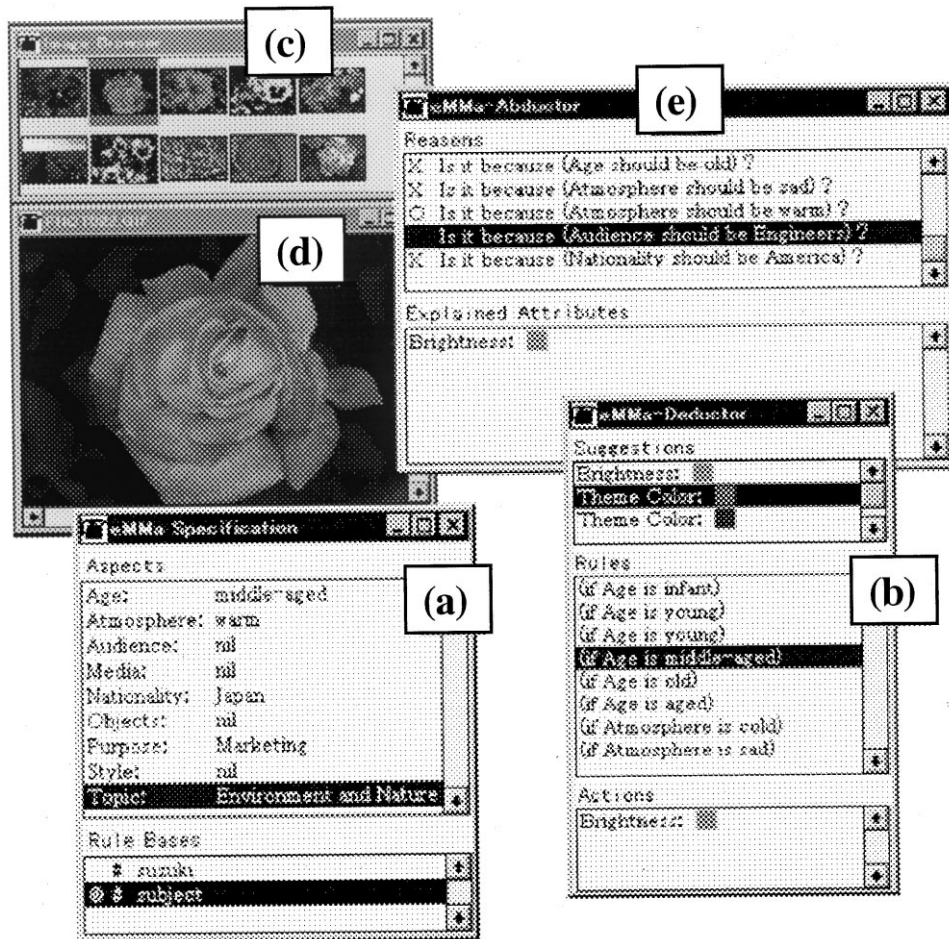 (c)
Image Browser
(e)
eMMa-Abductor
Reasons
X Is it because (Age should be old) ?
X Is it because (Atmosphere should be sad) ?
O Is it because (Atmosphere should be warm) ?
Is it because (Audience should be Engineers) ?
X Is it because (Nationality should be America) ?
Explained Attributes
Brightness:
(d)
eMMa-Deductor
Suggestions
Brightness:
Theme Color:
Theme Color:
Rules
(b)
(if Age is infant)
(if Age is young)
(if Age is young)
(if Age is middle-aged)
(if Age is old)
(if Age is aged)
(if Atmosphere is cold)
(if Atmosphere is sad)
Actions
Brightness:
eMMa Specification
Aspects
(a)
Age: middle-aged
Atmosphere: warm
Audience: nil
Media: nil
Nationality: Japan
Objects: nil
Purpose: Marketing
Style: nil
Topic: Environment and Nature
Rule Bases
# suzuki
@ # subject